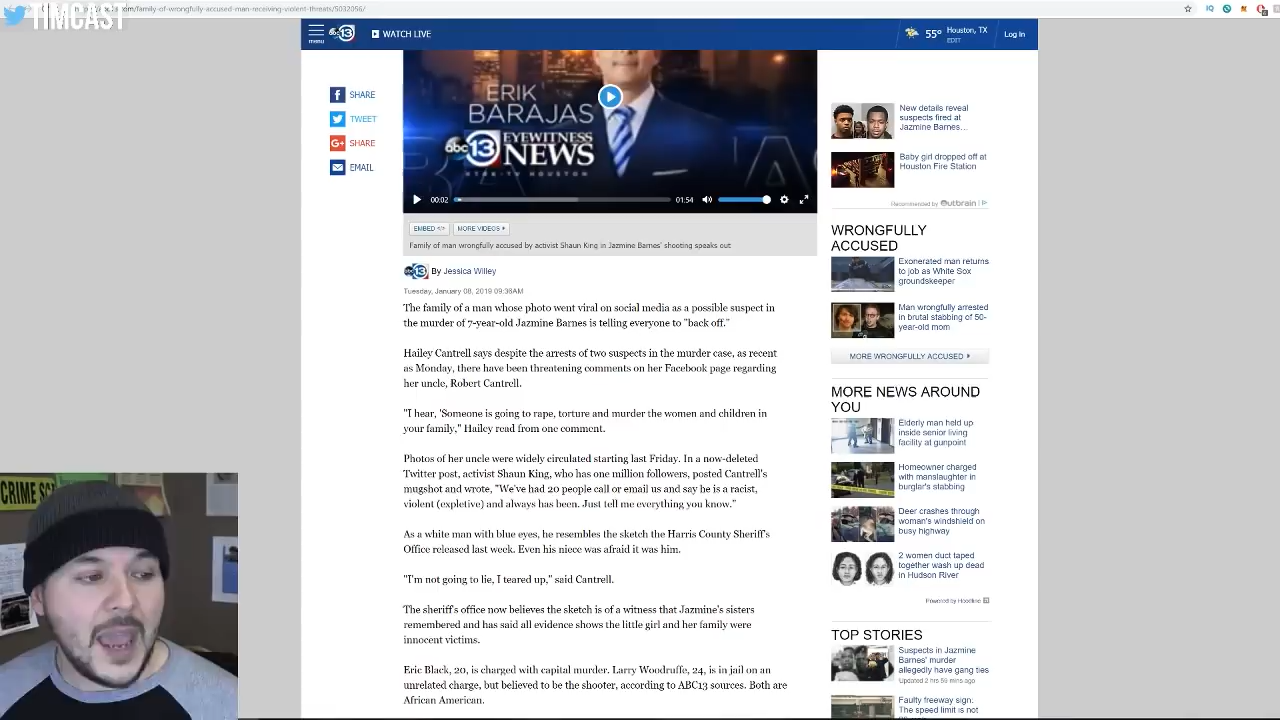 TIMCAST
.com/family-of-wrongfully-accused-man-receiving-violent-threats/5032056/
menu
abc 13
WATCH LIVE
55°
Houston, TX
EDIT
Log In
SHARE
TWEET
SHARE
EMAIL
ERIK
BARAJAS
abc 13 EYEWITNESS
NEWS
KTRK-TV HOUSTON
00:02
01:54
EMBED </>
MORE VIDEOS
Family of man wrongfully accused by activist Shaun King in Jazmine Barnes' shooting speaks out
By Jessica Willey
Tuesday, January 08, 2019 09:36AM
The family of a man whose photo went viral on social media as a possible suspect in
the murder of 7-year-old Jazmine Barnes is telling everyone to "back off."
Hailey Cantrell says despite the arrests of two suspects in the murder case, as recent
as Monday, there have been threatening comments on her Facebook page regarding
her uncle, Robert Cantrell.
"I hear, 'Someone is going to rape, torture and murder the women and children in
your family," Hailey read from one comment.
Photos of her uncle were widely circulated starting last Friday. In a now-deleted
Twitter post, activist Shaun King, who has one million followers, posted Cantrell's
mugshot and wrote, "We've had 20 people call or email us and say he is a racist,
violent (expletive) and always has been. Just tell me everything you know."
As a white man with blue eyes, he resembles the sketch the Harris County Sheriff's
Office released last week. Even his niece was afraid it was him.
"I'm not going to lie, I teared up," said Cantrell.
The sheriff's office now believes the sketch is of a witness that Jazmine's sisters
remembered and has said all evidence shows the little girl and her family were
innocent victims.
Eric Black, 20, is charged with capital murder. Larry Woodruffe, 24, is in jail on an
unrelated charge, but believed to be the shooter, according to ABC13 sources. Both are
African American.
New details reveal
suspects fired at
Jazmine Barnes...
Baby girl dropped off at
Houston Fire Station
Recommended by Outbrain
WRONGFULLY
ACCUSED
Exonerated man returns
to job as White Sox
groundskeeper
Man wrongfully arrested
in brutal stabbing of 50-
year-old mom
MORE WRONGFULLY ACCUSED
MORE NEWS AROUND
YOU
Elderly man held up
inside senior living
facility at gunpoint
Homeowner charged
with manslaughter in
burglar's stabbing
Deer crashes through
woman's windshield on
busy highway
2 women duct taped
together wash up dead
in Hudson River
Powered by Hoodline
TOP STORIES
Suspects in Jazmine
Barnes' murder
allegedly have gang ties
Updated 2 hrs 59 mins ago
Faulty freeway sign:
The speed limit is not
CRIME SC